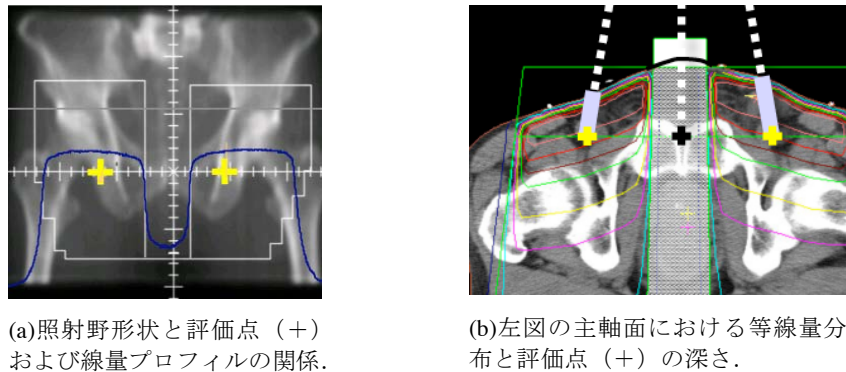 (a)照射野形状と評価点（＋）
および線量プロフィルの関係.
(b)左図の主軸面における等線量分
布と評価点（＋）の深さ.